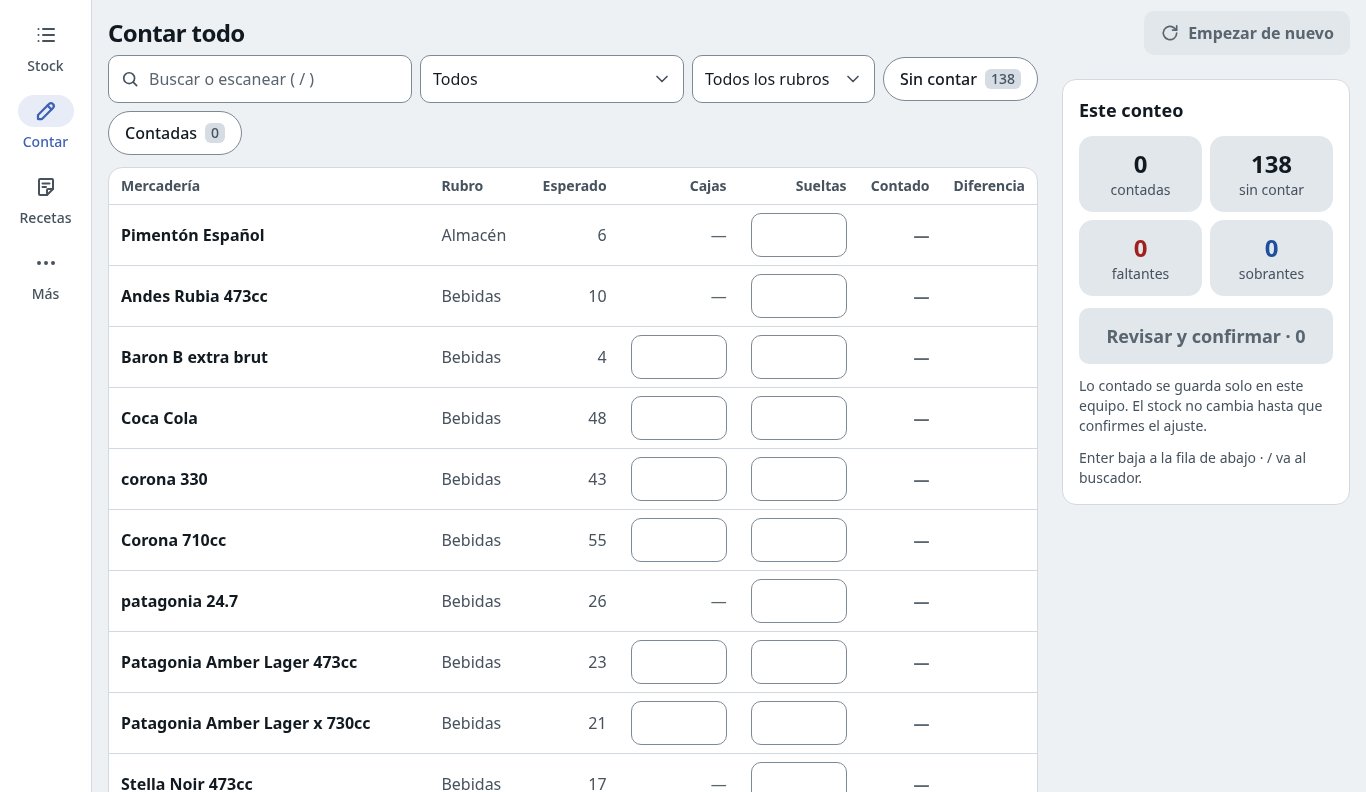 Stock
Contar
Recetas
Más
Contar todo
Empezar de nuevo
Buscar o escanear ( / )
Todos
Todos los rubros
Sin contar 138
Contadas 0
Mercadería Rubro Esperado Cajas Sueltas Contado Diferencia
Pimentón Español Almacén 6 — —
Andes Rubia 473cc Bebidas 10 — —
Baron B extra brut Bebidas 4 —
Coca Cola Bebidas 48 —
corona 330 Bebidas 43 —
Corona 710cc Bebidas 55 —
patagonia 24.7 Bebidas 26 — —
Patagonia Amber Lager 473cc Bebidas 23 —
Patagonia Amber Lager x 730cc Bebidas 21 —
Stella Noir 473cc Bebidas 17 — —
Este conteo
0 contadas
138 sin contar
0 faltantes
0 sobrantes
Revisar y confirmar · 0
Lo contado se guarda solo en este
equipo. El stock no cambia hasta que
confirmes el ajuste.
Enter baja a la fila de abajo · / va al
buscador.